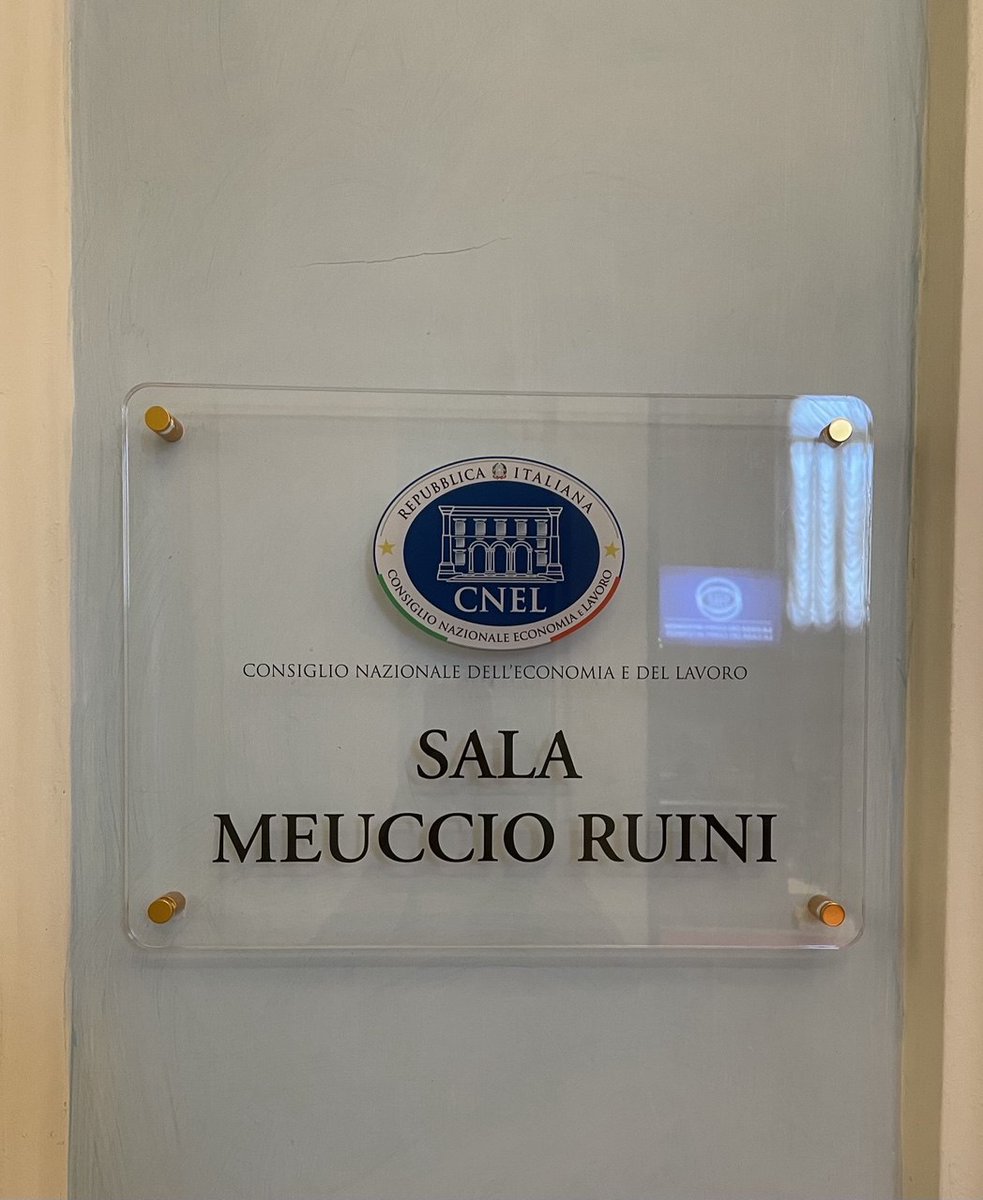 REPUBBLICA ITALIANA
CNEL
CONSIGLIO NAZIONALE ECONOMIA E LAVORO
CONSIGLIO NAZIONALE DELL'ECONOMIA E DEL LAVORO
SALA
MEUCCIO RUINI